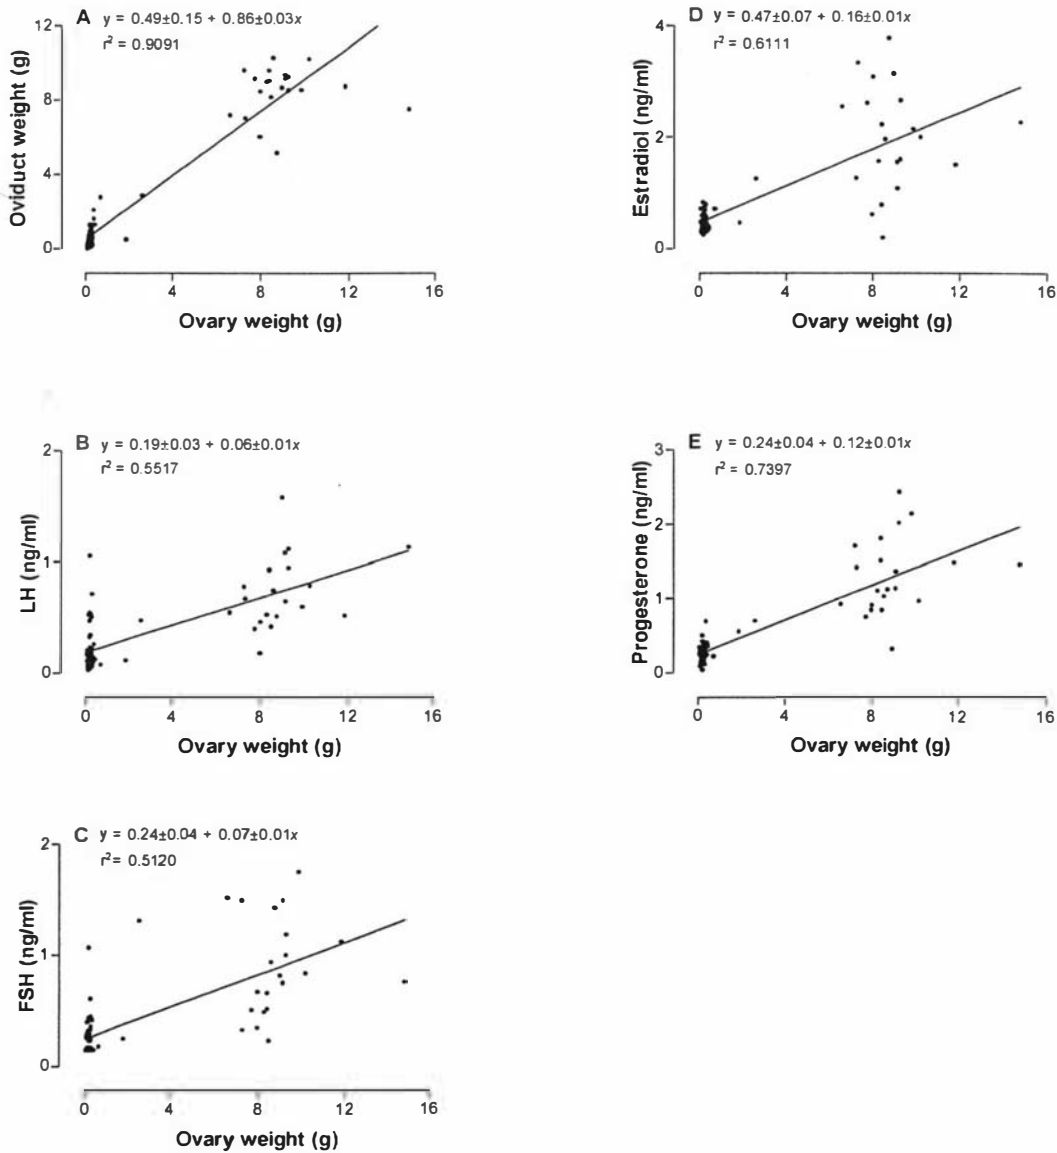 A y = 0.49±0.15 + 0.86±0.03x
r² = 0.9091
12
8
4
0
Oviduct weight (g)
0 4 8 12 16
Ovary weight (g)
D y = 0.47±0.07 + 0.16±0.01x
r² = 0.6111
4
2
0
Estradiol (ng/ml)
0 4 8 12 16
Ovary weight (g)
B y = 0.19±0.03 + 0.06±0.01x
r² = 0.5517
2
1
0
LH (ng/ml)
0 4 8 12 16
Ovary weight (g)
E y = 0.24±0.04 + 0.12±0.01x
r² = 0.7397
3
2
1
0
Progesterone (ng/ml)
0 4 8 12 16
Ovary weight (g)
C y = 0.24±0.04 + 0.07±0.01x
r² = 0.5120
2
1
0
FSH (ng/ml)
0 4 8 12 16
Ovary weight (g)